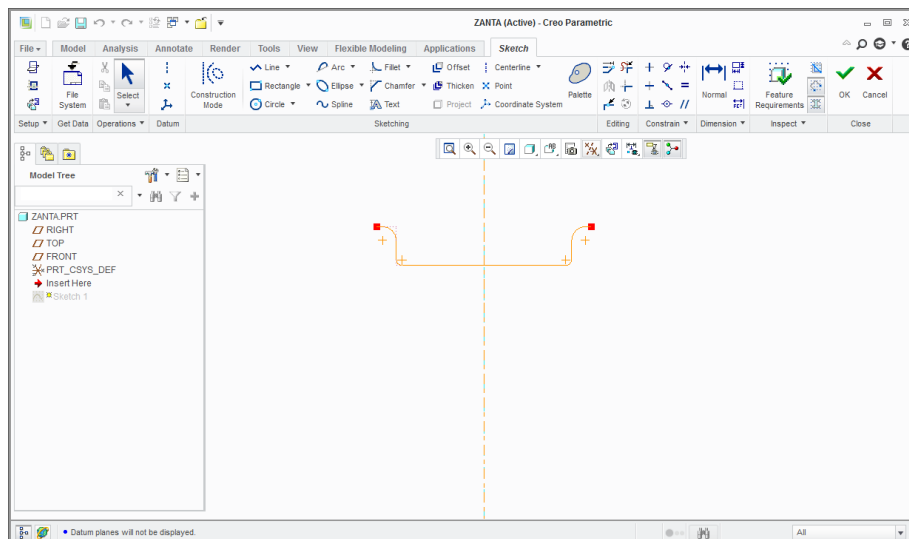 ZANTA (Active) - Creo Parametric
File Model Analysis Annotate Render Tools View Flexible Modeling Applications Sketch
Line Arc Fillet Offset Centerline
File System Select Construction Mode Rectangle Ellipse Chamfer Thicken Point Palette Normal Feature Requirements OK Cancel
Circle Spline Text Project Coordinate System
Setup Get Data Operations Datum Sketching Editing Constrain Dimension Inspect Close
Model Tree
ZANTA.PRT
RIGHT
TOP
FRONT
PRT_CSYS_DEF
Insert Here
Sketch 1
Datum planes will not be displayed.
All